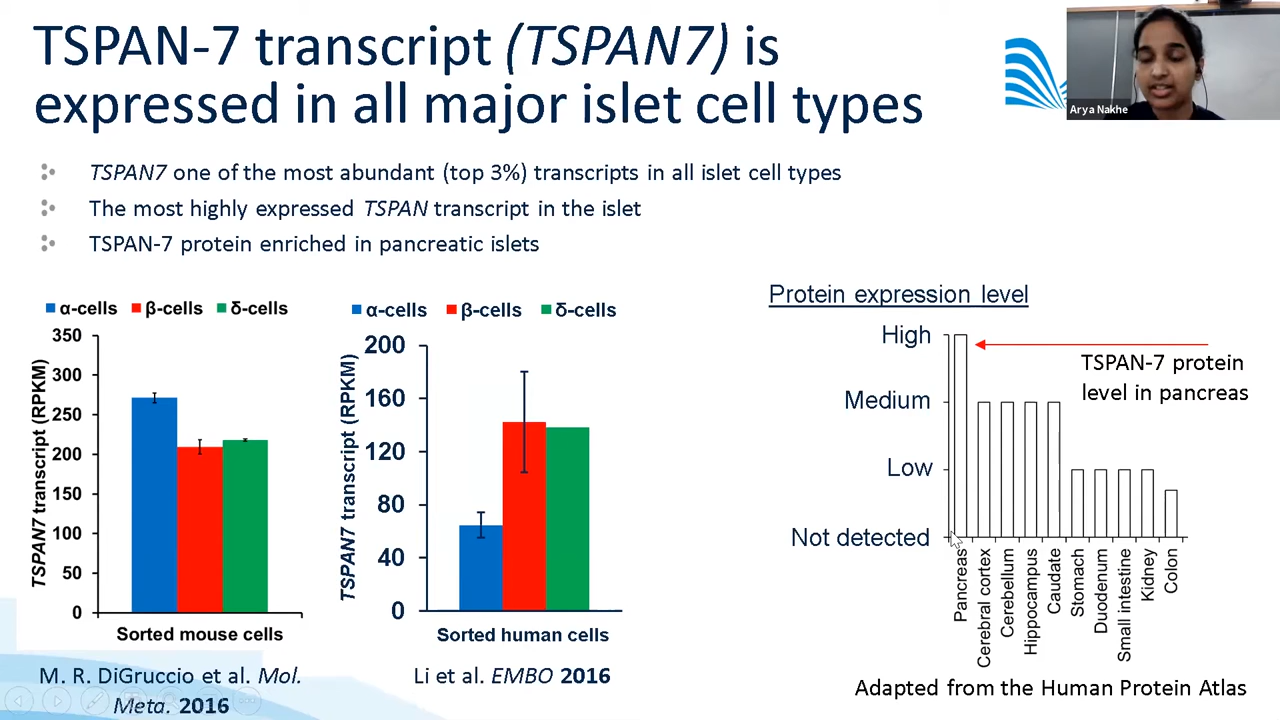 TSPAN-7 transcript (TSPAN7) is
expressed in all major islet cell types
Arya Nakhe
TSPAN7 one of the most abundant (top 3%) transcripts in all islet cell types
The most highly expressed TSPAN transcript in the islet
TSPAN-7 protein enriched in pancreatic islets
α-cells β-cells δ-cells
TSPAN7 transcript (RPKM)
350
300
250
200
150
100
50
0
Sorted mouse cells
M. R. DiGruccio et al. Mol.
Meta. 2016
α-cells β-cells δ-cells
TSPAN7 transcript (RPKM)
200
160
120
80
40
0
Sorted human cells
Li et al. EMBO 2016
Protein expression level
High
Medium
Low
Not detected
TSPAN-7 protein
level in pancreas
Pancreas
Cerebral cortex
Cerebellum
Hippocampus
Caudate
Stomach
Duodenum
Small intestine
Kidney
Colon
Adapted from the Human Protein Atlas